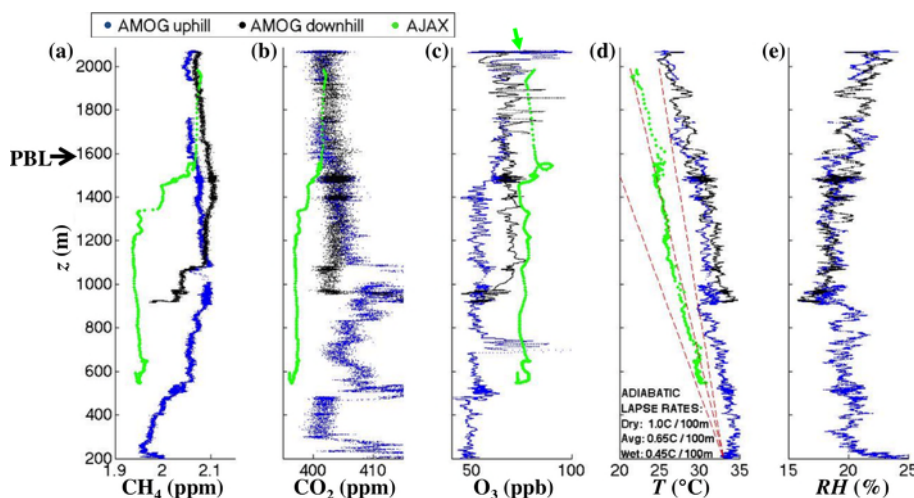 AMOG uphill AMOG downhill AJAX
(a) (b) (c) (d) (e)
2000
1800
PBL 1600
1400
1200
z (m)
1000
800
600
400
200
ADIABATIC
LAPSE RATES:
Dry: 1.0C / 100m
Avg: 0.65C / 100m
Wet: 0.45C / 100m
1.9 2 2.1 400 410 50 100 20 25 30 35 15 20 25
CH4 (ppm) CO2 (ppm) O3 (ppb) T (°C) RH (%)